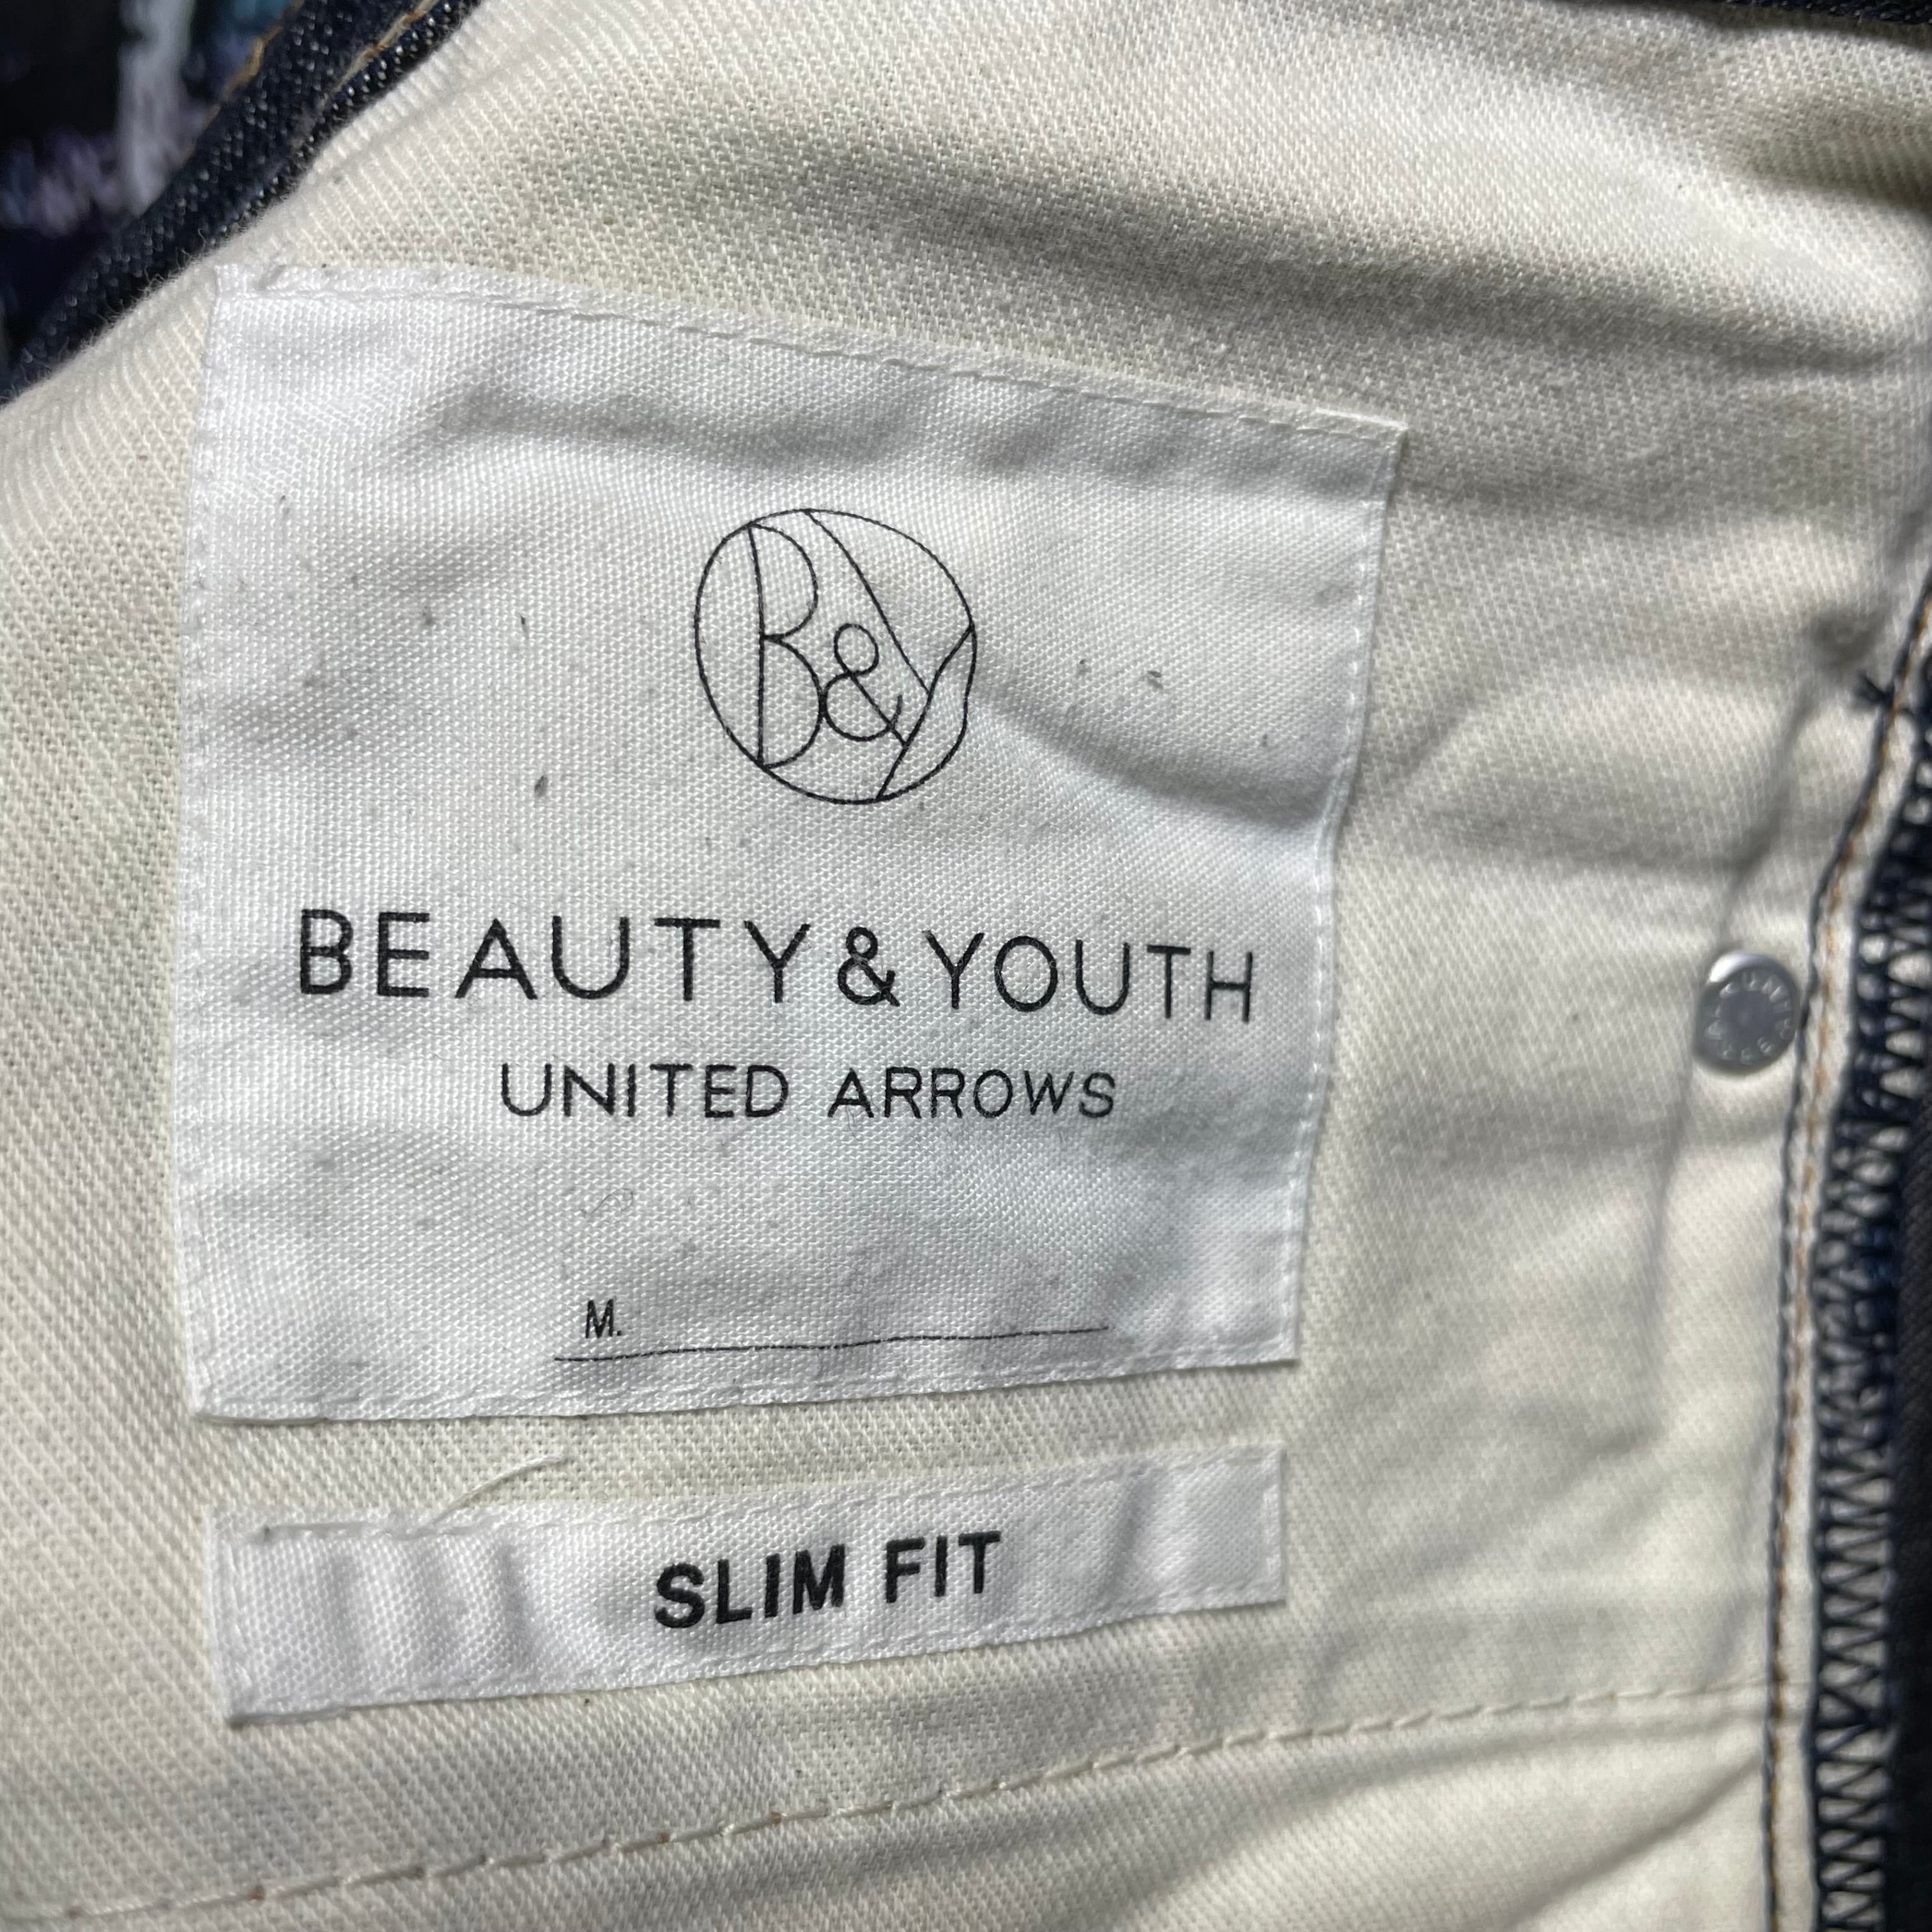 B&Y
BEAUTY&YOUTH
UNITED ARROWS
M.
SLIM FIT